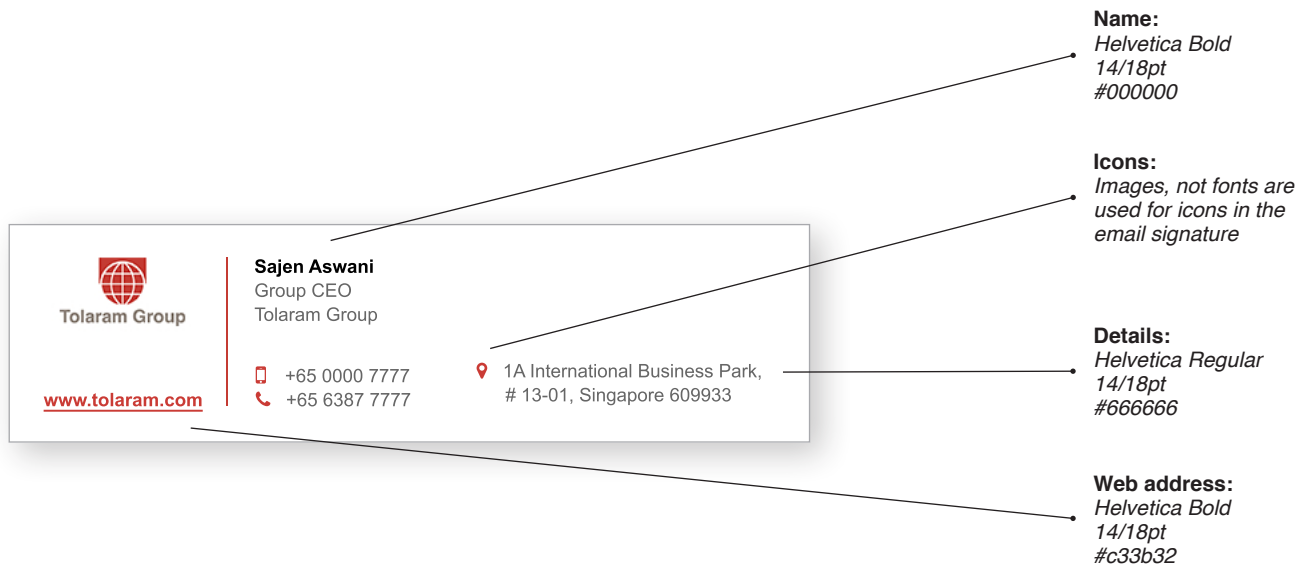 Name:
Helvetica Bold
14/18pt
#000000
Icons:
Images, not fonts are
used for icons in the
email signature
Tolaram Group
www.tolaram.com
Sajen Aswani
Group CEO
Tolaram Group
+65 0000 7777
+65 6387 7777
1A International Business Park,
# 13-01, Singapore 609933
Details:
Helvetica Regular
14/18pt
#666666
Web address:
Helvetica Bold
14/18pt
#c33b32